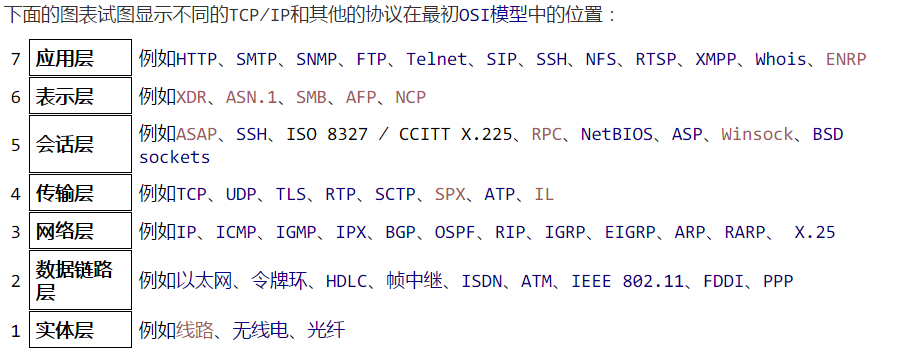 下面的图表试图显示不同的TCP/IP和其他的协议在最初OSI模型中的位置：
7 应用层 例如HTTP、SMTP、SNMP、FTP、Telnet、SIP、SSH、NFS、RTSP、XMPP、Whois、ENRP
6 表示层 例如XDR、ASN.1、SMB、AFP、NCP
5 会话层 例如ASAP、SSH、ISO 8327 / CCITT X.225、RPC、NetBIOS、ASP、Winsock、BSD
sockets
4 传输层 例如TCP、UDP、TLS、RTP、SCTP、SPX、ATP、IL
3 网络层 例如IP、ICMP、IGMP、IPX、BGP、OSPF、RIP、IGRP、EIGRP、ARP、RARP、 X.25
2 数据链路
层 例如以太网、令牌环、HDLC、帧中继、ISDN、ATM、IEEE 802.11、FDDI、PPP
1 实体层 例如线路、无线电、光纤